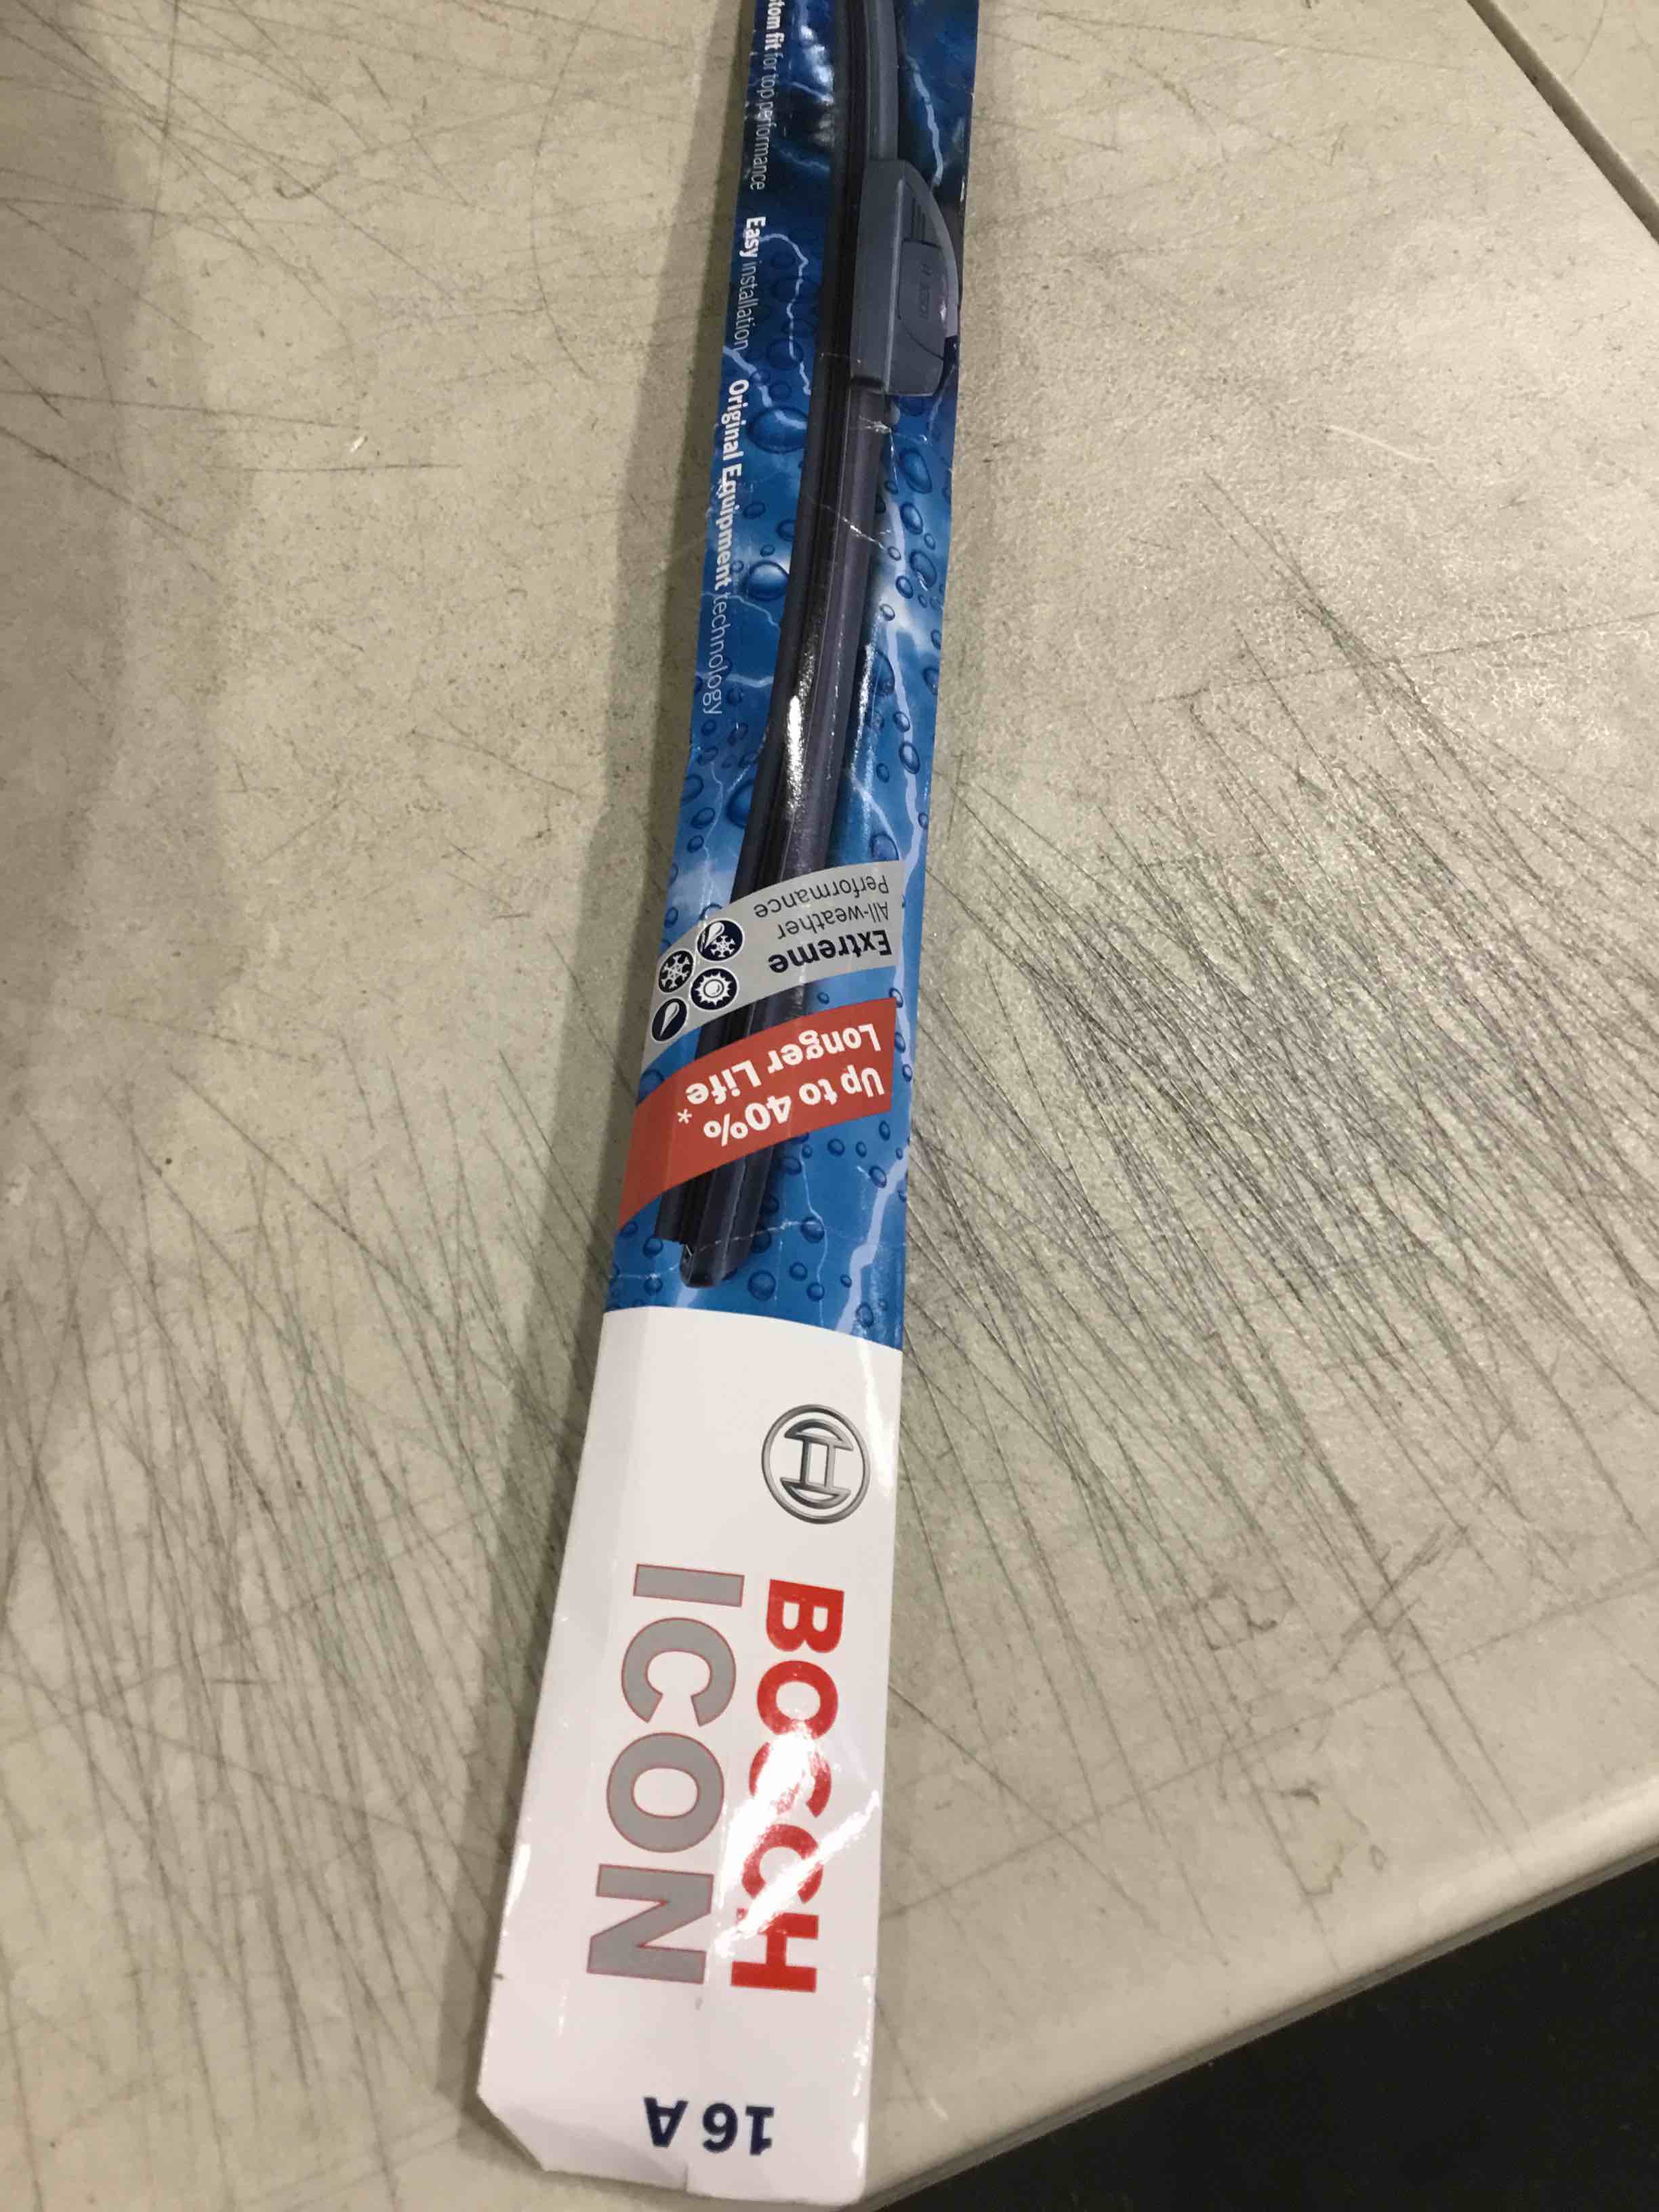 16 A
BOSCH
ICON
Up to 40%
Longer Life*
Extreme
All-weather
Performance
fit for top performance Easy installation Original Equipment technology